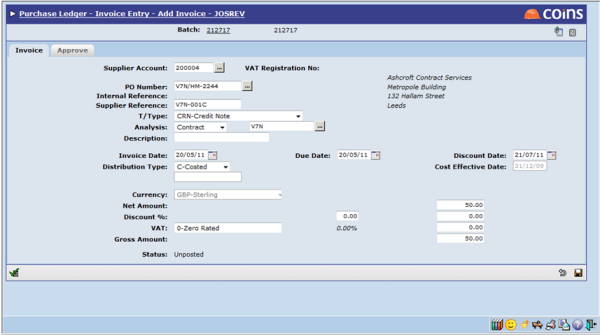 Purchase Ledger - Invoice Entry - Add Invoice - JOSREV
COINS
Batch: 212717 212717
Invoice Approve
Supplier Account: 200004 ... VAT Registration No:
Ashcroft Contract Services
PO Number: V7N/HM-2244 ... Metropole Building
Internal Reference: 132 Hallam Street
Supplier Reference: V7N-001C Leeds
T/Type: CRN-Credit Note
Analysis: Contract V7N ...
Description:
Invoice Date: 20/05/11 Due Date: 20/05/11 Discount Date: 21/07/11
Distribution Type: C-Costed Cost Effective Date: 31/12/09
Currency: GBP-Sterling
Net Amount: 50.00
Discount %: 0.00 0.00
VAT: 0-Zero Rated 0.00% 0.00
Gross Amount: 50.00
Status: Unposted